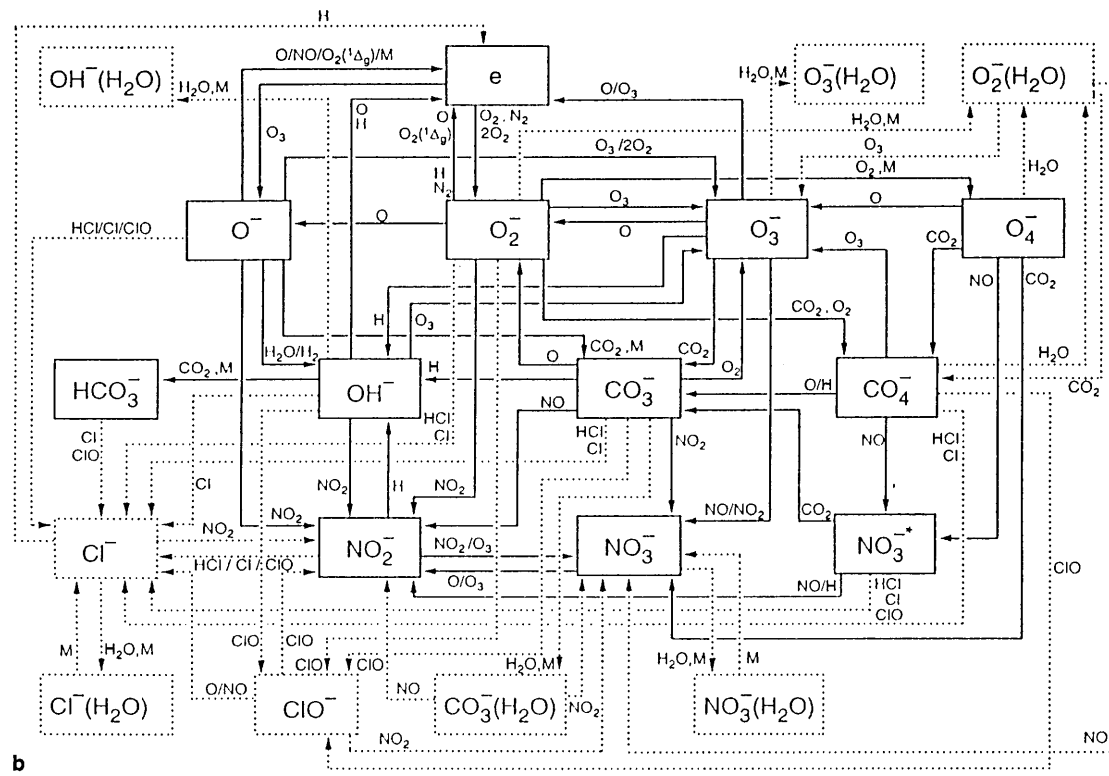 H
O/NO/O₂(¹Δg)/M
OH⁻(H₂O)
e
O₃⁻(H₂O)
O₂⁻(H₂O)
H₂O,M
O
H
O
O₂(¹Δg)
O₂, N₂
2O₂
O/O₃
H₂O,M
H₂O,M
O₃
O₃
O₃/2O₂
H
N₂
O₂,M
H₂O
HCl/Cl/ClO
O⁻
O
O₂⁻
O₃
O
O₃⁻
O
O₄⁻
O₃
CO₂
NO
CO₂
H
O₃
CO₂, O₂
H₂O/H₂
CO₂, M
CO₂
H₂O
HCO₃⁻
CO₂, M
OH⁻
H
O
CO₃⁻
O₂
O/H
CO₄⁻
CO₂
Cl
ClO
HCl
Cl
NO
HCl
Cl
NO₂
NO
HCl
Cl
Cl
NO₂
H
NO₂
NO₂
NO₂
NO/NO₂
CO₂
Cl⁻
NO₂⁻
NO₂/O₃
NO₃⁻
NO₃⁻*
HCl / Cl / ClO
O/O₃
NO/H
HCl
Cl
ClO
ClO
M
H₂O,M
ClO
ClO
ClO
ClO
H₂O,M
H₂O,M
M
Cl⁻(H₂O)
O/NO
ClO⁻
NO
CO₃⁻(H₂O)
NO₂
NO₃⁻(H₂O)
NO₂
NO
b